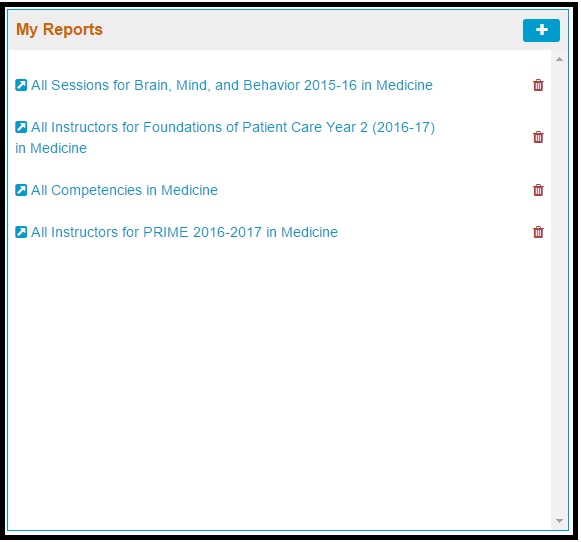 My Reports
All Sessions for Brain, Mind, and Behavior 2015-16 in Medicine
All Instructors for Foundations of Patient Care Year 2 (2016-17)
in Medicine
All Competencies in Medicine
All Instructors for PRIME 2016-2017 in Medicine